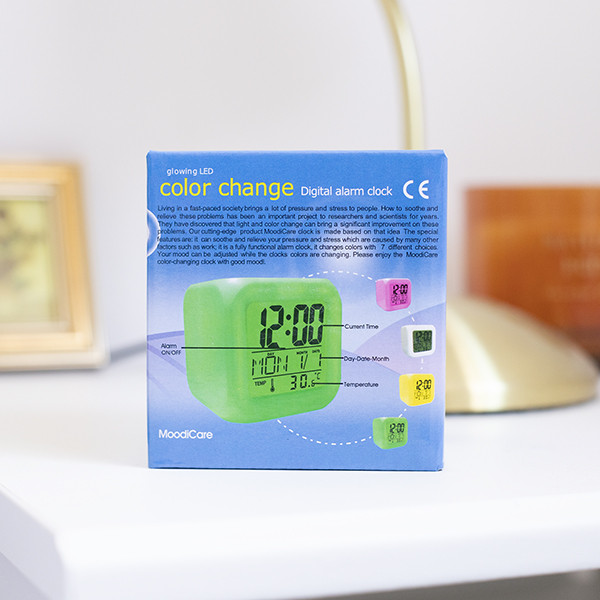 glowing LED
color change Digital alarm clock CE
Living in a fast-paced society brings a lot of pressure and stress to people. How to soothe and
relieve these problems has been an important project to researchers and scientists for years.
They have discovered that light and color change can bring a significant improvement on these
problems. Our cutting-edge product MoodiCare clock is made based on that idea The special
features are: it can soothe and relieve your pressure and stress which are caused by many other
factors such as work; it is a fully functional alarm clock, it changes colors with 7 different choices.
Your mood can be adjusted while the clocks colors are changing. Please enjoy the MoodiCare
color-changing clock with good mood!.
12:00
12:00
Current Time
Alarm
ON/OFF
DAY MONTH DATE
MON 1/1
Day-Date-Month
TEMP 30.6 °C
Temperature
12:00
12:00
MoodiCare